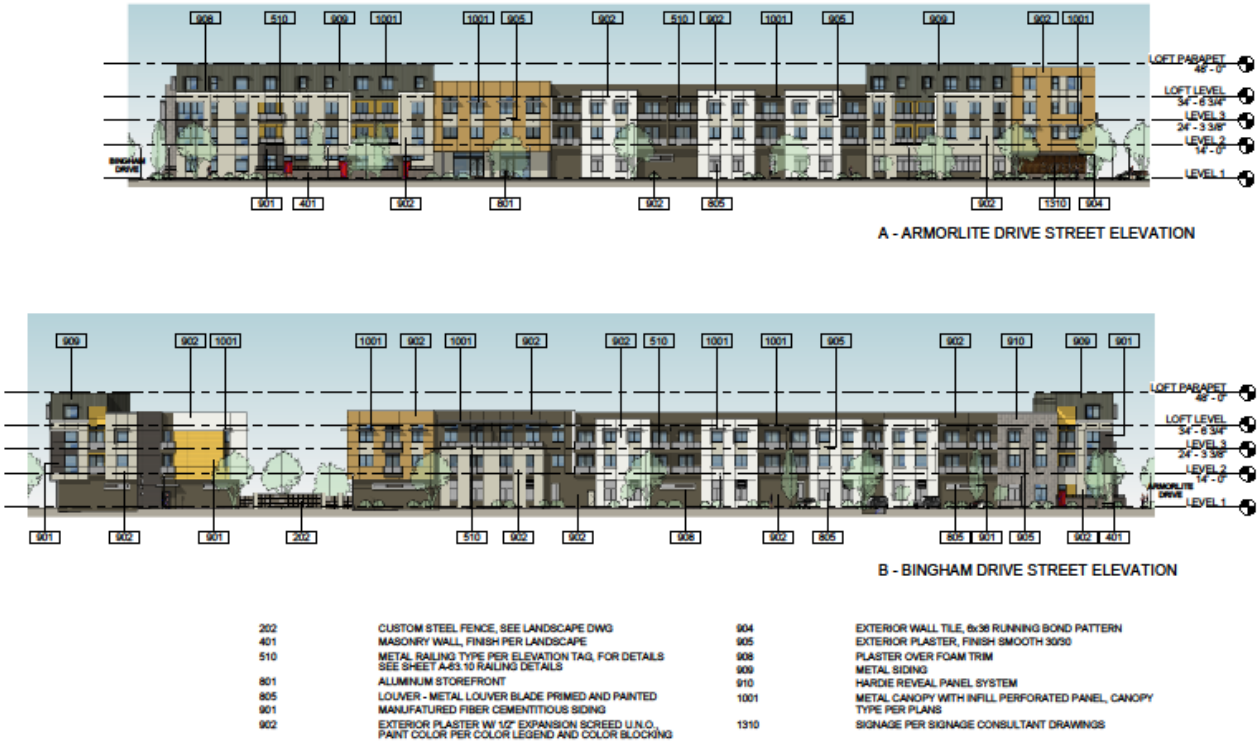 908 510 909 1001 1001 905 902 510 902 1001 905 909 902 1001
LOFT PARAPET
48' - 0"
LOFT LEVEL
34' - 6 3/4"
LEVEL 3
24' - 3 3/8"
LEVEL 2
14' - 0"
LEVEL 1
BINGHAM
DRIVE
901 401 902 801 902 805 902 1310 904
A - ARMORLITE DRIVE STREET ELEVATION
909 902 1001 1001 902 1001 902 902 510 1001 1001 905 902 910 909 901
LOFT PARAPET
48' - 0"
LOFT LEVEL
34' - 6 3/4"
LEVEL 3
24' - 3 3/8"
LEVEL 2
14' - 0"
ARMORLITE
DRIVE
LEVEL 1
901 902 901 202 510 902 902 908 902 805 805 901 905 902 401
B - BINGHAM DRIVE STREET ELEVATION
202 CUSTOM STEEL FENCE, SEE LANDSCAPE DWG
401 MASONRY WALL, FINISH PER LANDSCAPE
510 METAL RAILING TYPE PER ELEVATION TAG, FOR DETAILS
SEE SHEET A-63.10 RAILING DETAILS
801 ALUMINUM STOREFRONT
805 LOUVER - METAL LOUVER BLADE PRIMED AND PAINTED
901 MANUFATURED FIBER CEMENTITIOUS SIDING
902 EXTERIOR PLASTER W/ 1/2" EXPANSION SCREED U.N.O.,
PAINT COLOR PER COLOR LEGEND AND COLOR BLOCKING
904 EXTERIOR WALL TILE, 6x36 RUNNING BOND PATTERN
905 EXTERIOR PLASTER, FINISH SMOOTH 30/30
908 PLASTER OVER FOAM TRIM
909 METAL SIDING
910 HARDIE REVEAL PANEL SYSTEM
1001 METAL CANOPY WITH INFILL PERFORATED PANEL, CANOPY
TYPE PER PLANS
1310 SIGNAGE PER SIGNAGE CONSULTANT DRAWINGS